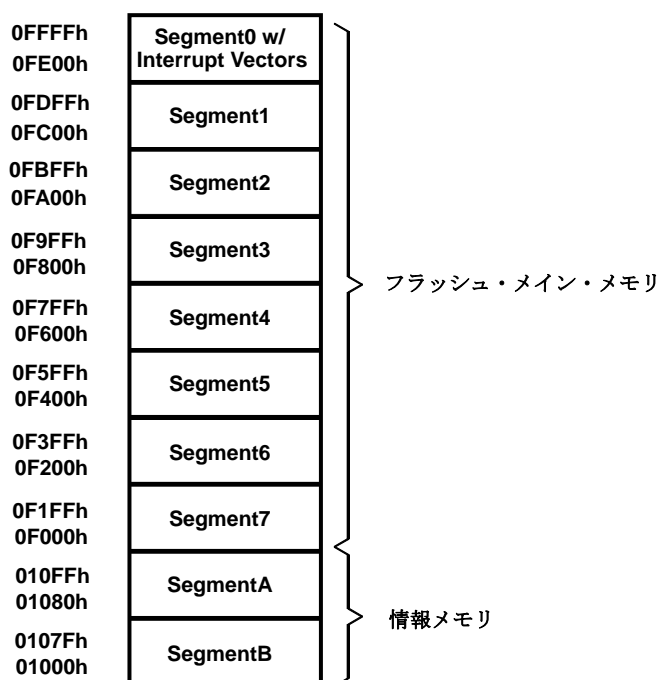 0FFFFh
0FE00h
Segment0 w/
Interrupt Vectors
0FDFFh
0FC00h
Segment1
0FBFFh
0FA00h
Segment2
0F9FFh
0F800h
Segment3
フラッシュ・メイン・メモリ
0F7FFh
0F600h
Segment4
0F5FFh
0F400h
Segment5
0F3FFh
0F200h
Segment6
0F1FFh
0F000h
Segment7
010FFh
01080h
SegmentA
情報メモリ
0107Fh
01000h
SegmentB